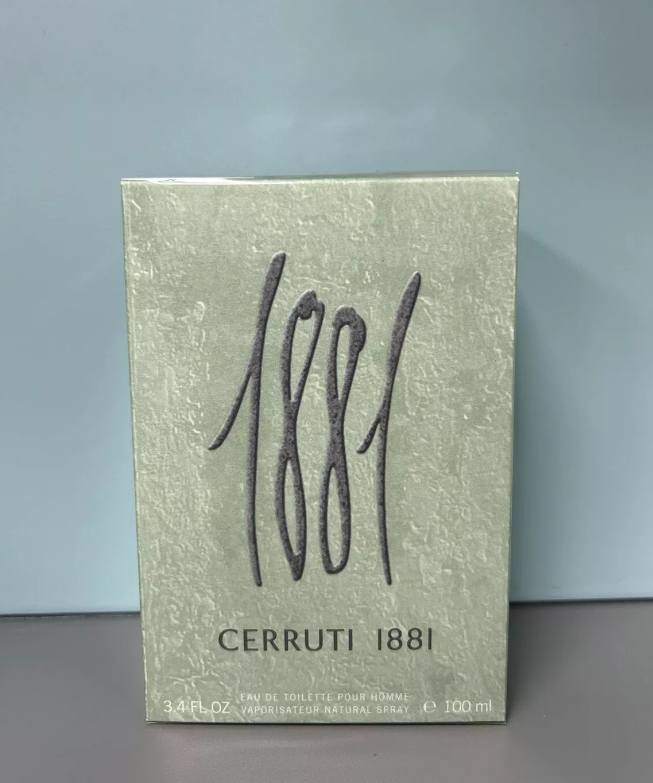 1881
CERRUTI 1881
EAU DE TOILETTE POUR HOMME
3.4 FL OZ VAPORISATEUR NATURAL SPRAY ℮ 100 ml